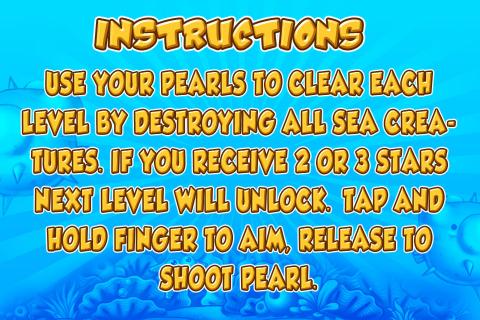 INSTRUCTIONS
USE YOUR PEARLS TO CLEAR EACH
LEVEL BY DESTROYING ALL SEA CREA-
TURES. IF YOU RECEIVE 2 OR 3 STARS
NEXT LEVEL WILL UNLOCK. TAP AND
HOLD FINGER TO AIM, RELEASE TO
SHOOT PEARL.